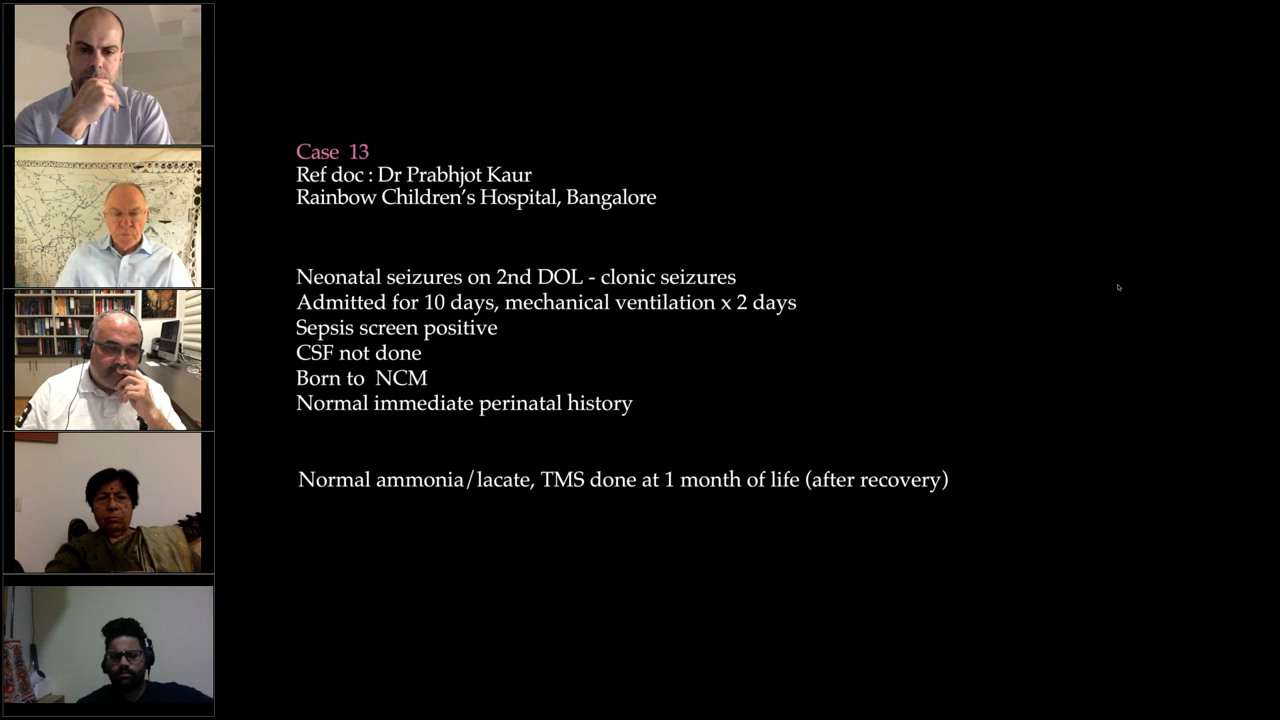 Case 13
Ref doc : Dr Prabhjot Kaur
Rainbow Children's Hospital, Bangalore
Neonatal seizures on 2nd DOL - clonic seizures
Admitted for 10 days, mechanical ventilation x 2 days
Sepsis screen positive
CSF not done
Born to NCM
Normal immediate perinatal history
Normal ammonia/lacate, TMS done at 1 month of life (after recovery)